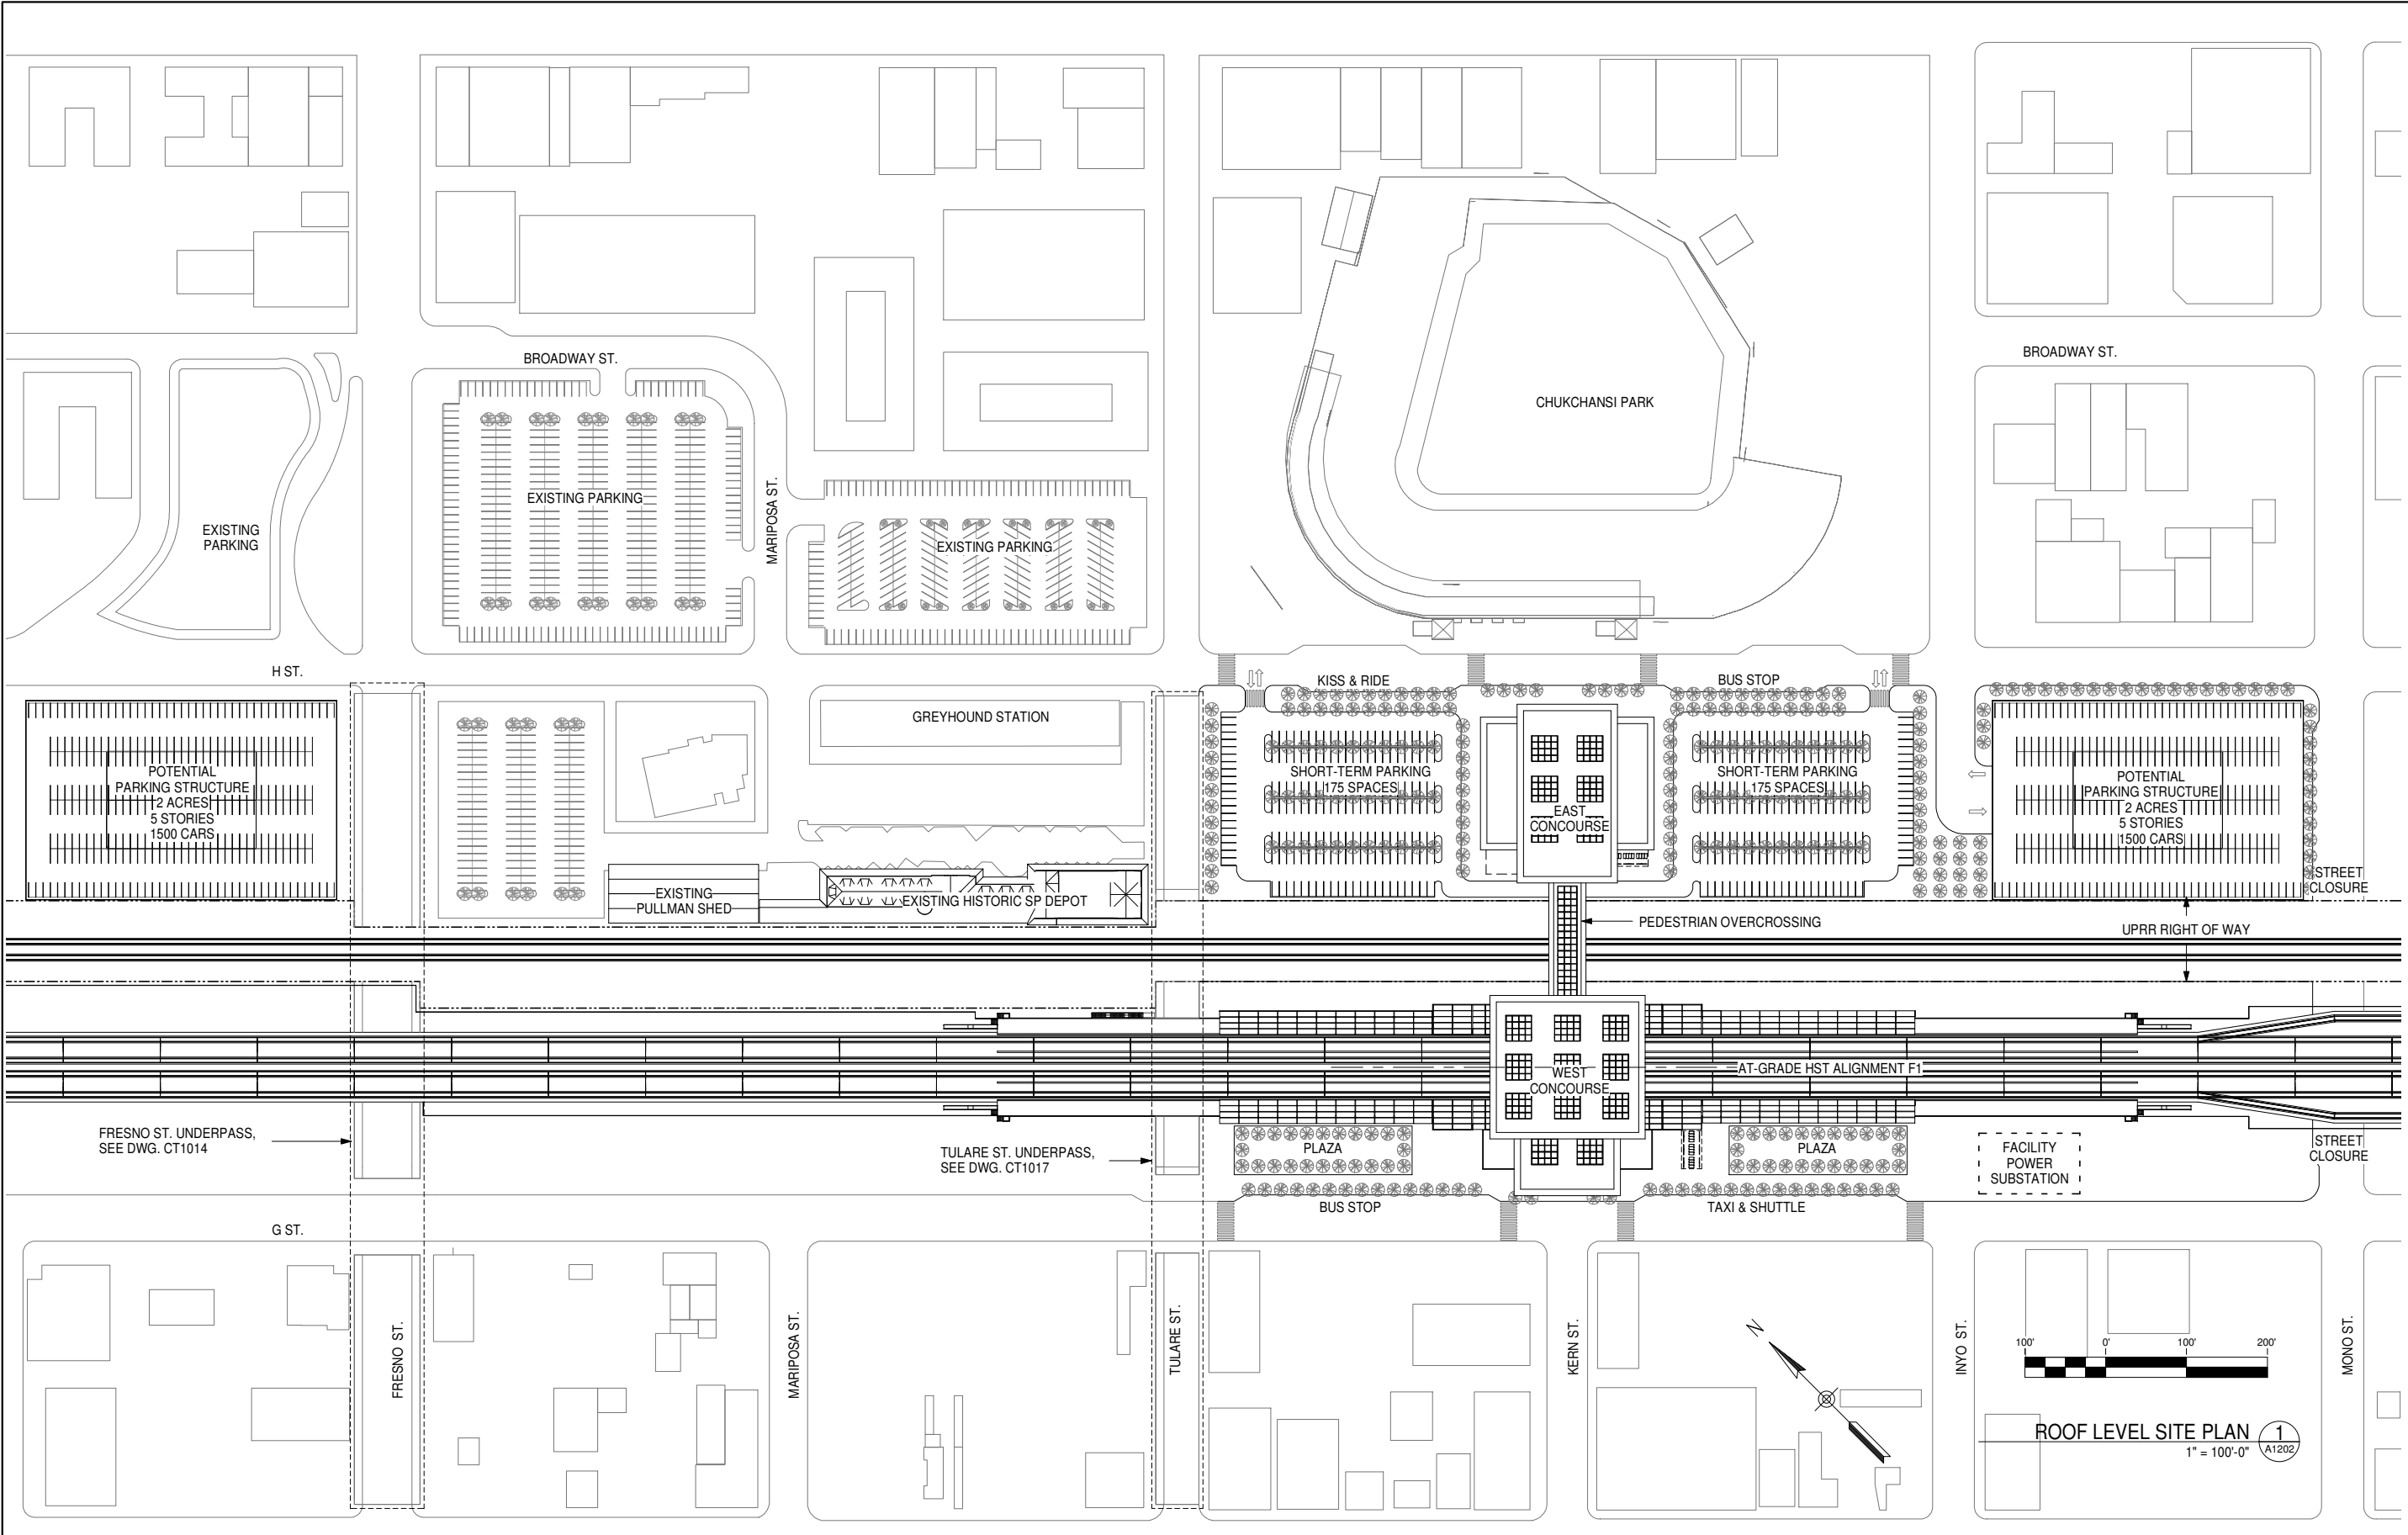 BROADWAY ST.
BROADWAY ST.
CHUKCHANSI PARK
EXISTING PARKING
MARIPOSA ST.
EXISTING
PARKING
EXISTING PARKING
H ST.
KISS & RIDE
BUS STOP
GREYHOUND STATION
POTENTIAL
PARKING STRUCTURE
2 ACRES
5 STORIES
1500 CARS
SHORT-TERM PARKING
175 SPACES
EAST
CONCOURSE
SHORT-TERM PARKING
175 SPACES
POTENTIAL
PARKING STRUCTURE
2 ACRES
5 STORIES
1500 CARS
STREET
CLOSURE
EXISTING
PULLMAN SHED
EXISTING HISTORIC SP DEPOT
PEDESTRIAN OVERCROSSING
UPRR RIGHT OF WAY
WEST
CONCOURSE
AT-GRADE HST ALIGNMENT F1
FRESNO ST. UNDERPASS,
SEE DWG. CT1014
TULARE ST. UNDERPASS,
SEE DWG. CT1017
PLAZA
PLAZA
FACILITY
POWER
SUBSTATION
STREET
CLOSURE
BUS STOP
TAXI & SHUTTLE
G ST.
FRESNO ST.
MARIPOSA ST.
TULARE ST.
KERN ST.
N
INYO ST.
100' 0' 100' 200'
MONO ST.
ROOF LEVEL SITE PLAN
1" = 100'-0"
1
A1202